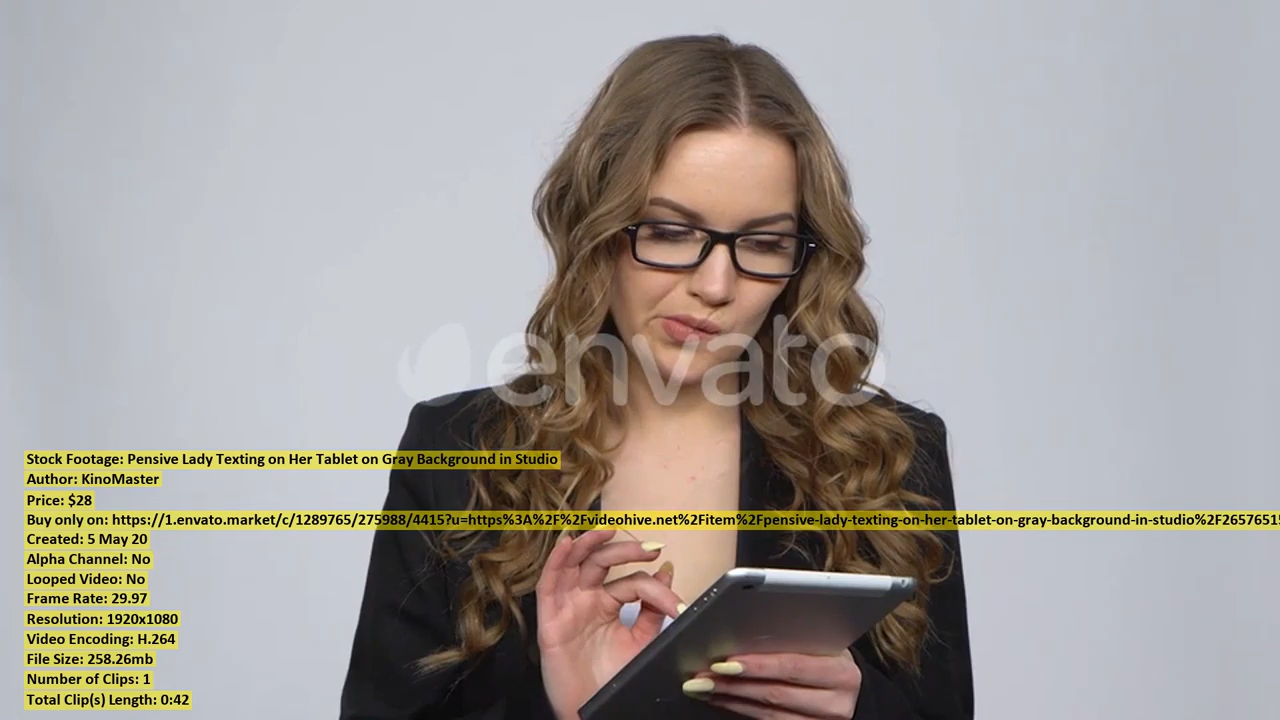 envato
Stock Footage: Pensive Lady Texting on Her Tablet on Gray Background in Studio
Author: KinoMaster
Price: $28
Buy only on: https://1.envato.market/c/1289765/275988/4415?u=https%3A%2F%2Fvideohive.net%2Fitem%2Fpensive-lady-texting-on-her-tablet-on-gray-background-in-studio%2F2657651
Created: 5 May 20
Alpha Channel: No
Looped Video: No
Frame Rate: 29.97
Resolution: 1920x1080
Video Encoding: H.264
File Size: 258.26mb
Number of Clips: 1
Total Clip(s) Length: 0:42